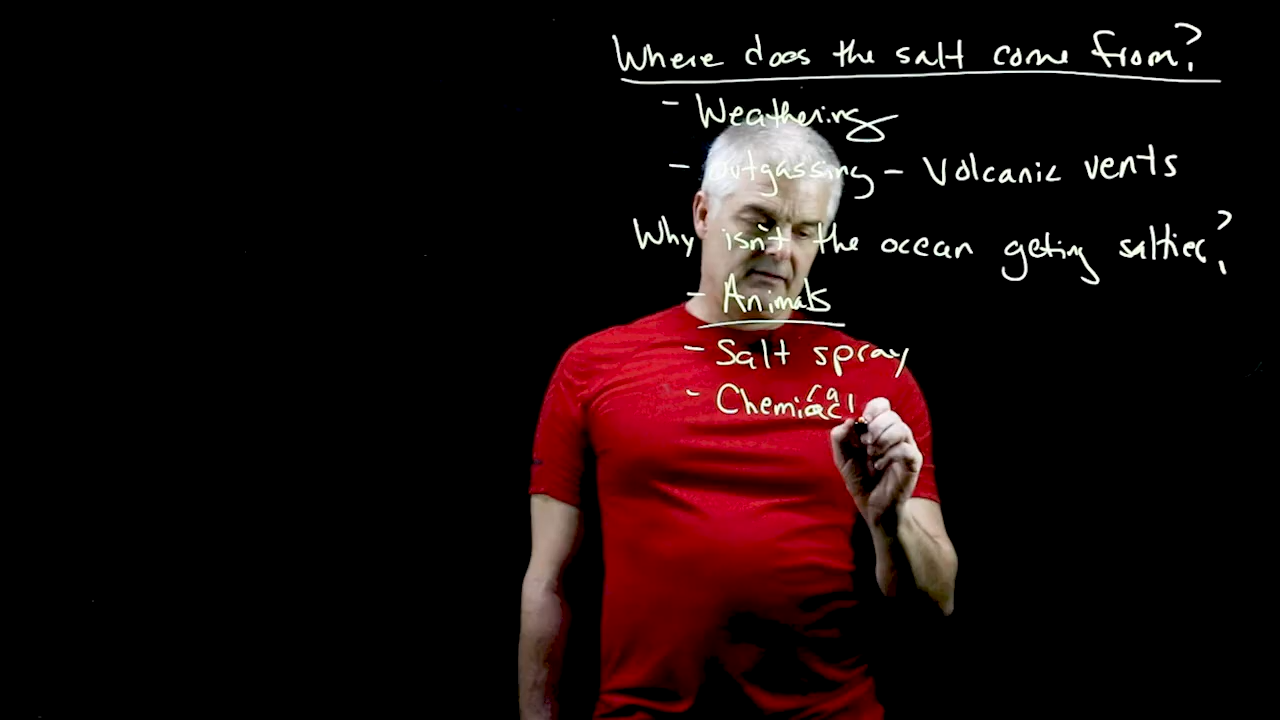 Where does the salt come from?
- Weathering
- Outgassing - Volcanic vents
Why isn't the ocean geting saltier?
- Animals
- Salt spray
- Chemical